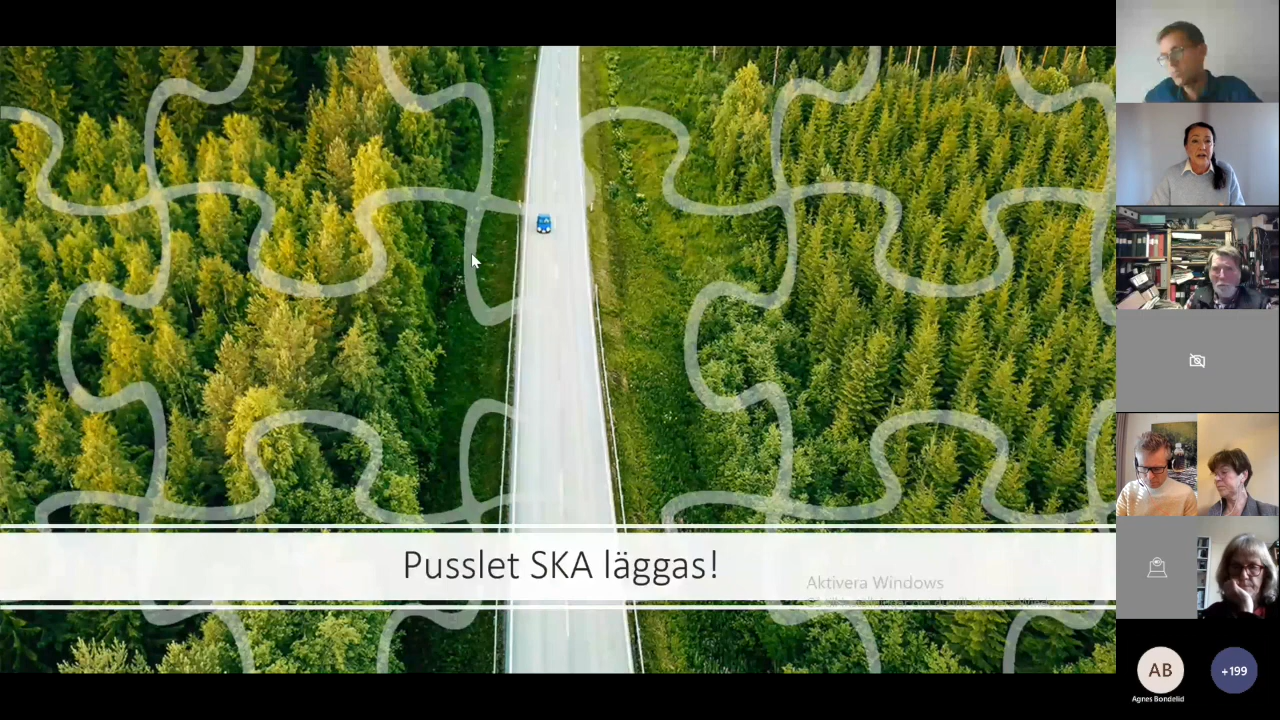 Pusslet SKA läggas!
Aktivera Windows
AB
+199
Agnes Bondelid